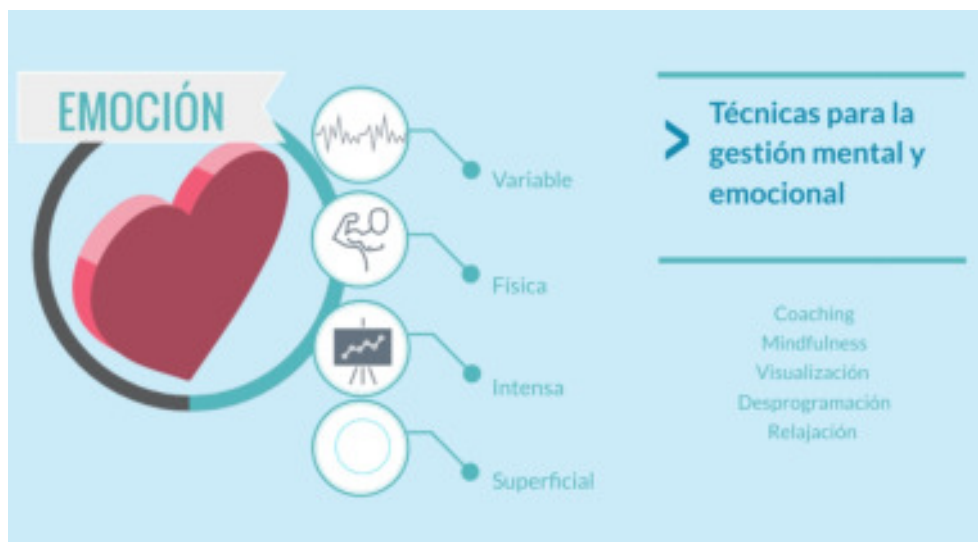 EMOCIÓN
Variable
Física
Intensa
Superficial
>
Técnicas para la
gestión mental y
emocional
Coaching
Mindfulness
Visualización
Desprogramación
Relajación